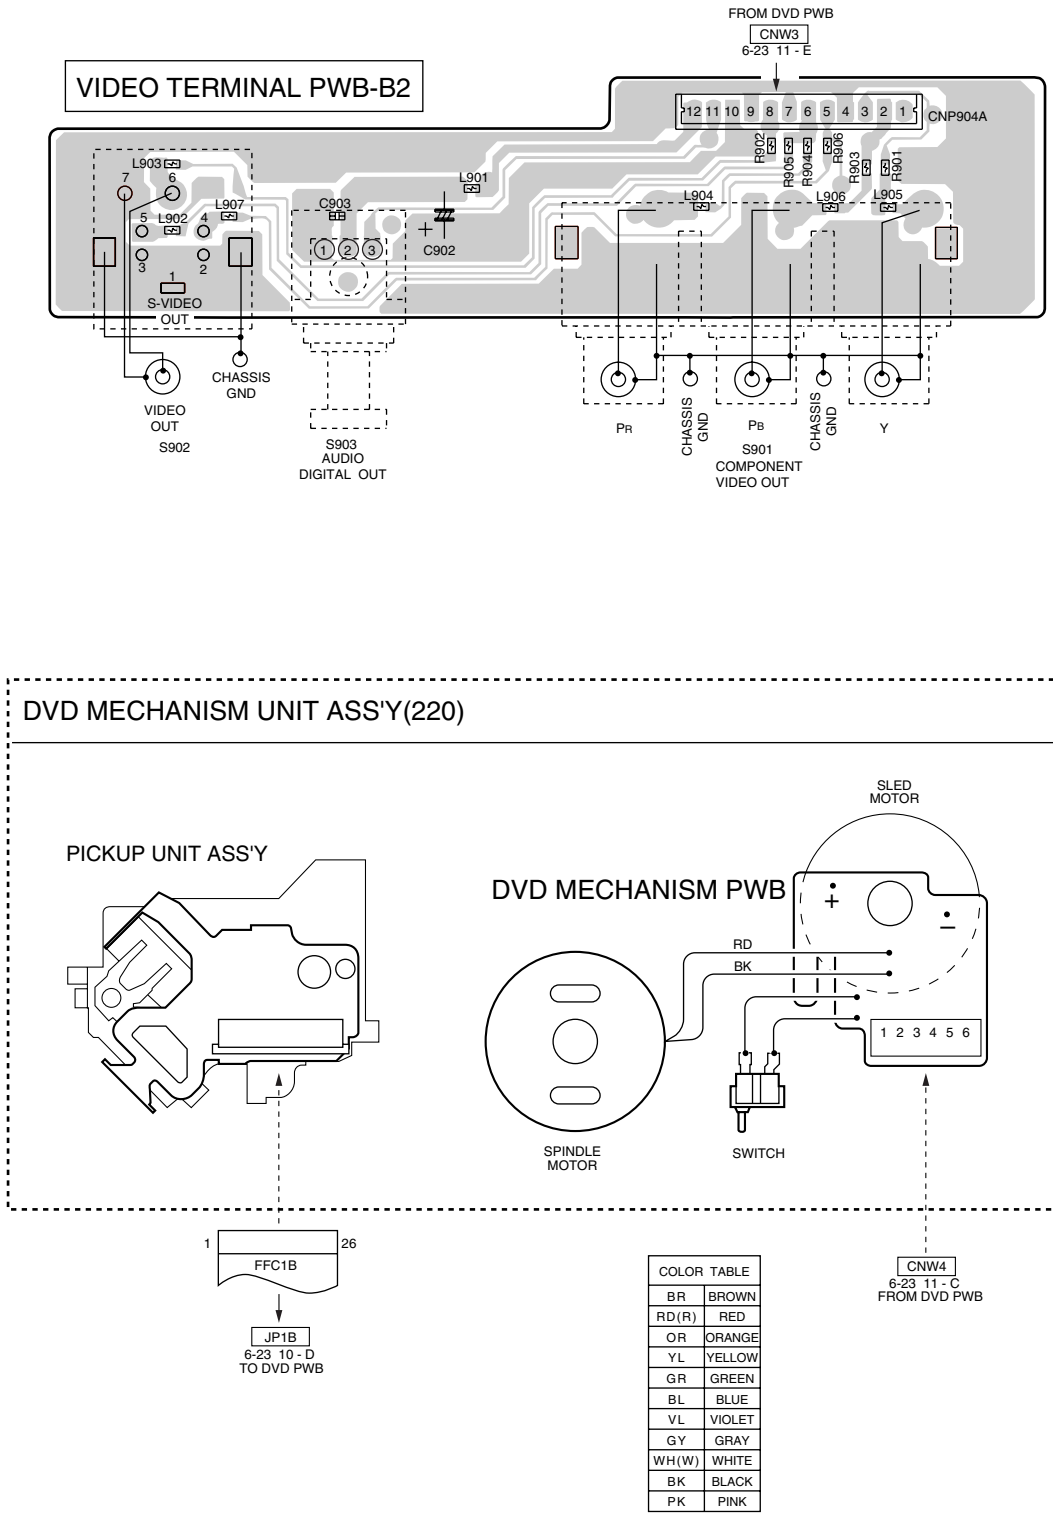 FROM DVD PWB
CNW3
6-23 11 - E
VIDEO TERMINAL PWB-B2
12 11 10 9 8 7 6 5 4 3 2 1
CNP904A
R902
R905
R904
R906
R903
R901
L903
7
6
L907
5
L902
4
3
2
1
S-VIDEO
OUT
C903
1 2 3
L901
+
C902
L904
L906
L905
CHASSIS
GND
VIDEO
OUT
S902
S903
AUDIO
DIGITAL OUT
PR
CHASSIS
GND
PB
CHASSIS
GND
Y
S901
COMPONENT
VIDEO OUT
DVD MECHANISM UNIT ASS'Y(220)
SLED
MOTOR
PICKUP UNIT ASS'Y
DVD MECHANISM PWB
+
−
RD
BK
1 2 3 4 5 6
SPINDLE
MOTOR
SWITCH
1
26
FFC1B
JP1B
6-23 10 - D
TO DVD PWB
CNW4
6-23 11 - C
FROM DVD PWB
COLOR TABLE
BR BROWN
RD(R) RED
OR ORANGE
YL YELLOW
GR GREEN
BL BLUE
VL VIOLET
GY GRAY
WH(W) WHITE
BK BLACK
PK PINK